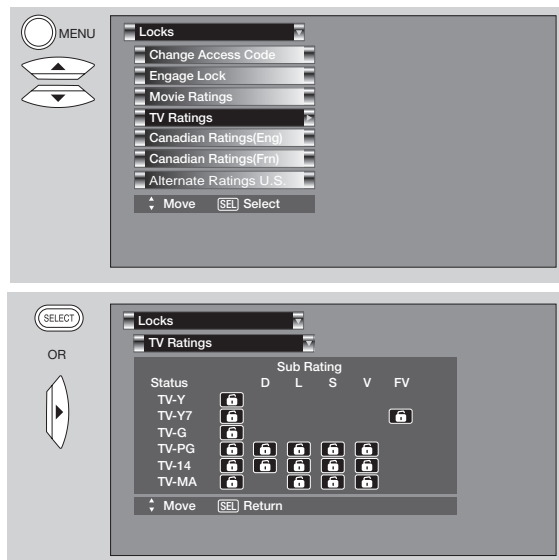 MENU
Locks
Change Access Code
Engage Lock
Movie Ratings
TV Ratings
Canadian Ratings(Eng)
Canadian Ratings(Frn)
Alternate Ratings U.S.
Move SEL Select
SELECT
OR
Locks
TV Ratings
Sub Rating
Status D L S V FV
TV-Y
TV-Y7
TV-G
TV-PG
TV-14
TV-MA
Move SEL Return